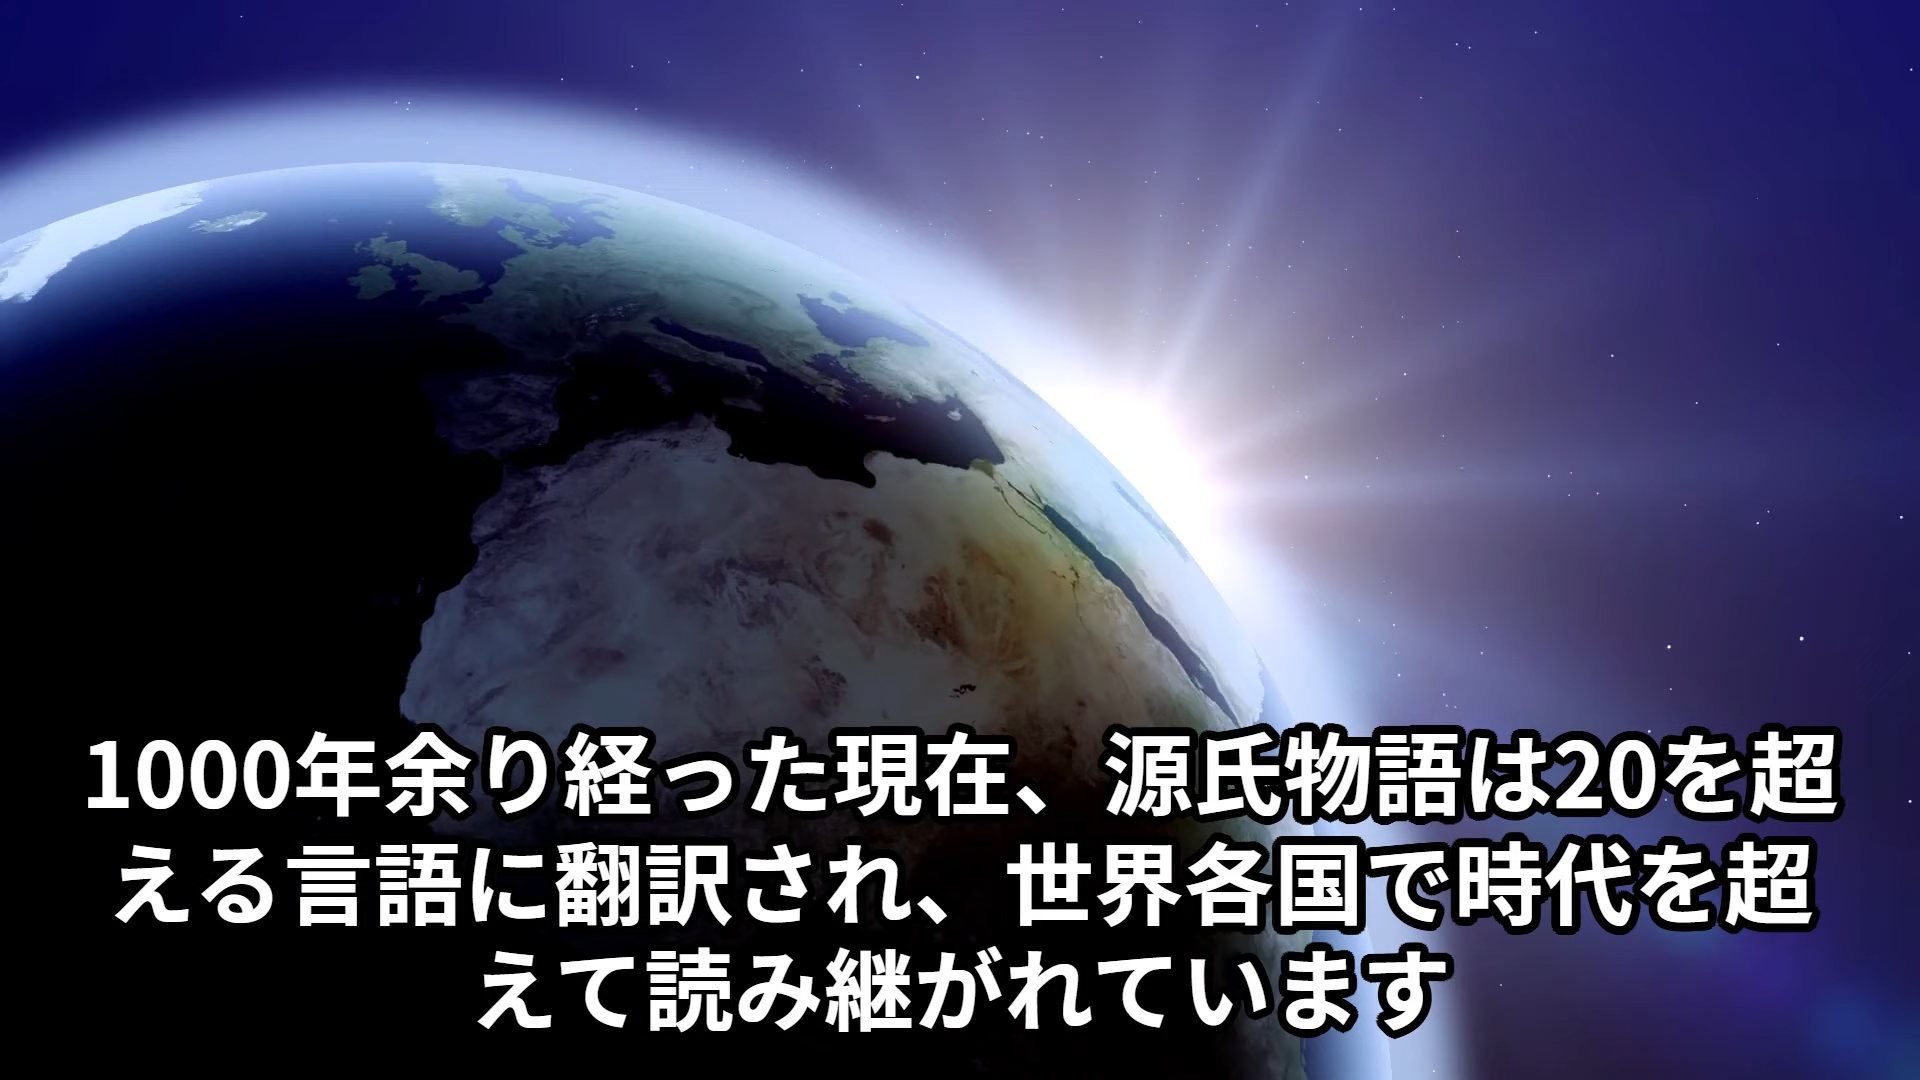 1000年余り経った現在、源氏物語は20を超
える言語に翻訳され、世界各国で時代を超
えて読み継がれています